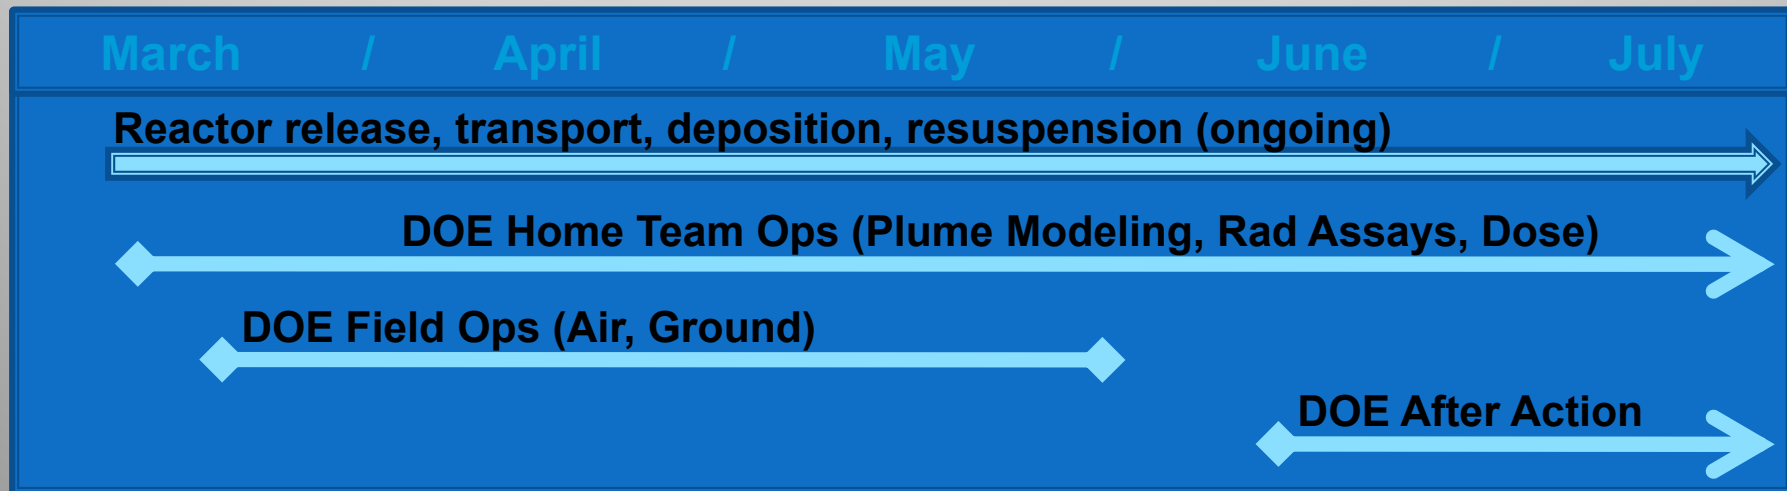 March / April / May / June / July
Reactor release, transport, deposition, resuspension (ongoing)
DOE Home Team Ops (Plume Modeling, Rad Assays, Dose)
DOE Field Ops (Air, Ground)
DOE After Action